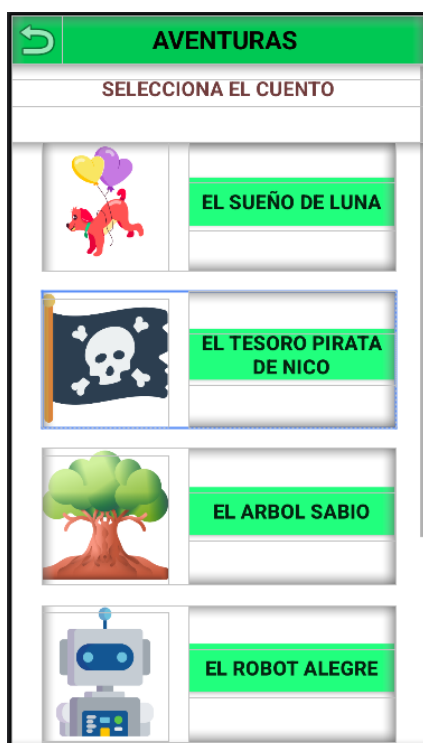 AVENTURAS
SELECCIONA EL CUENTO
EL SUEÑO DE LUNA
EL TESORO PIRATA
DE NICO
EL ARBOL SABIO
EL ROBOT ALEGRE